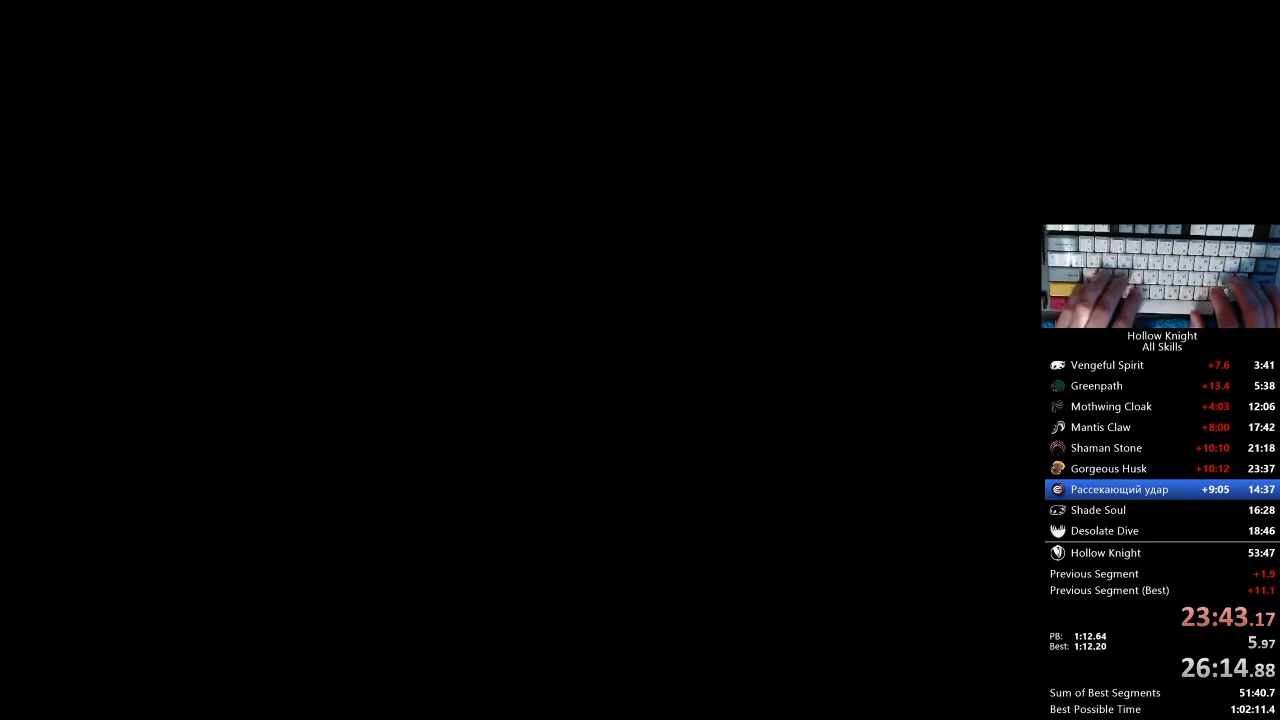 Hollow Knight
All Skills
Vengeful Spirit +7.6 3:41
Greenpath +13.4 5:38
Mothwing Cloak +4:03 12:06
Mantis Claw +8:00 17:42
Shaman Stone +10:10 21:18
Gorgeous Husk +10:12 23:37
Рассекающий удар +9:05 14:37
Shade Soul 16:28
Desolate Dive 18:46
Hollow Knight 53:47
Previous Segment +1.9
Previous Segment (Best) +11.1
23:43.17
PB: 1:12.64
Best: 1:12.20
5.97
26:14.88
Sum of Best Segments 51:40.7
Best Possible Time 1:02:11.4